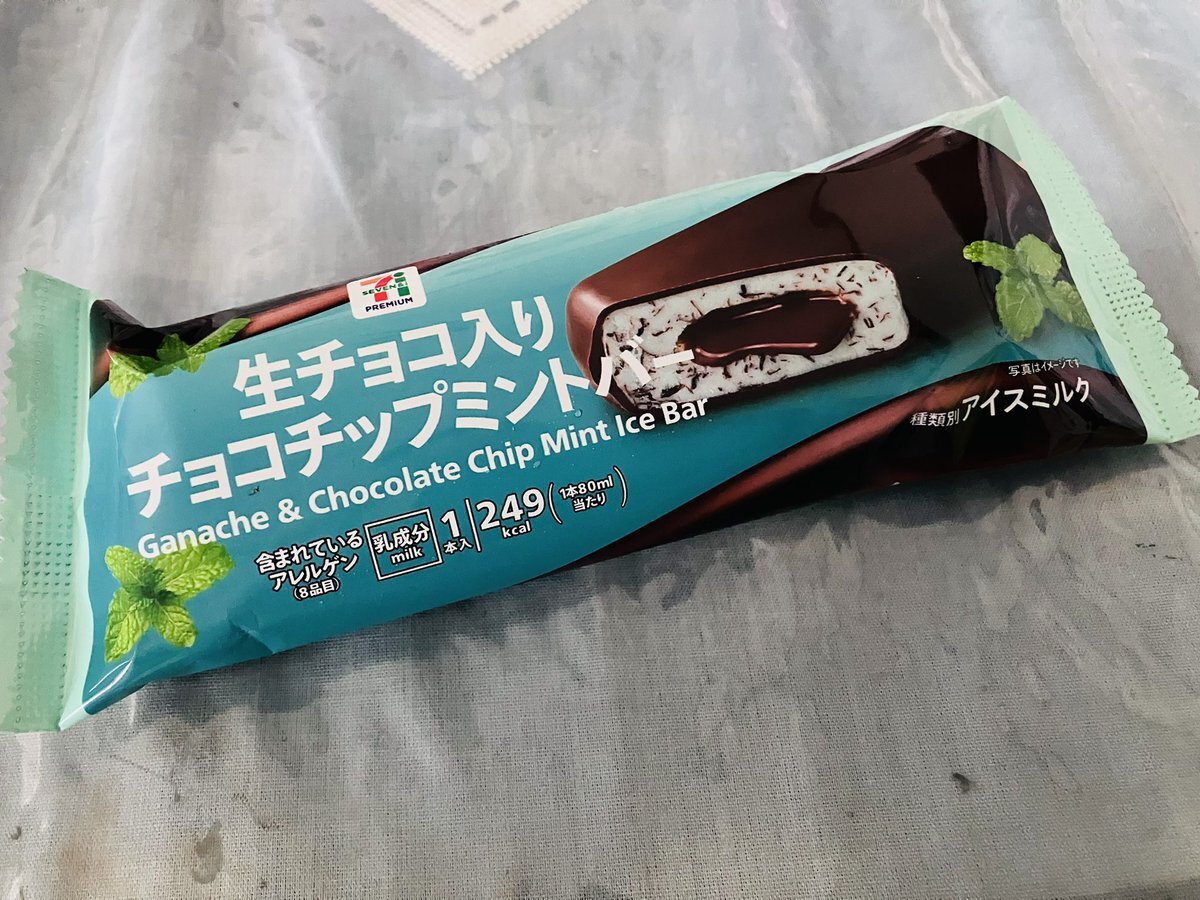 SEVEN&i
PREMIUM
生チョコ入り
チョコチップミントバー
Ganache & Chocolate Chip Mint Ice Bar
含まれている
アレルゲン
(8品目)
乳成分
milk
1
本入
249
kcal
(1本80ml
当たり)
写真はイメージです
種類別 アイスミルク